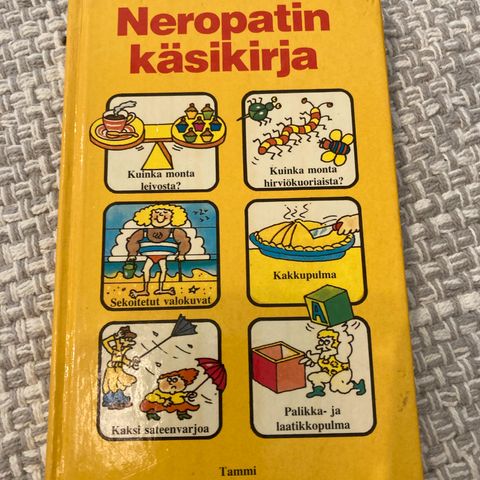 Neropatin
käsikirja
Kuinka monta
leivosta?
Kuinka monta
hirviökuoriaista?
Sekoitetut valokuvat
Kakkupulma
A
Kaksi sateenvarjoa
Palikka- ja
laatikkopulma
Tammi